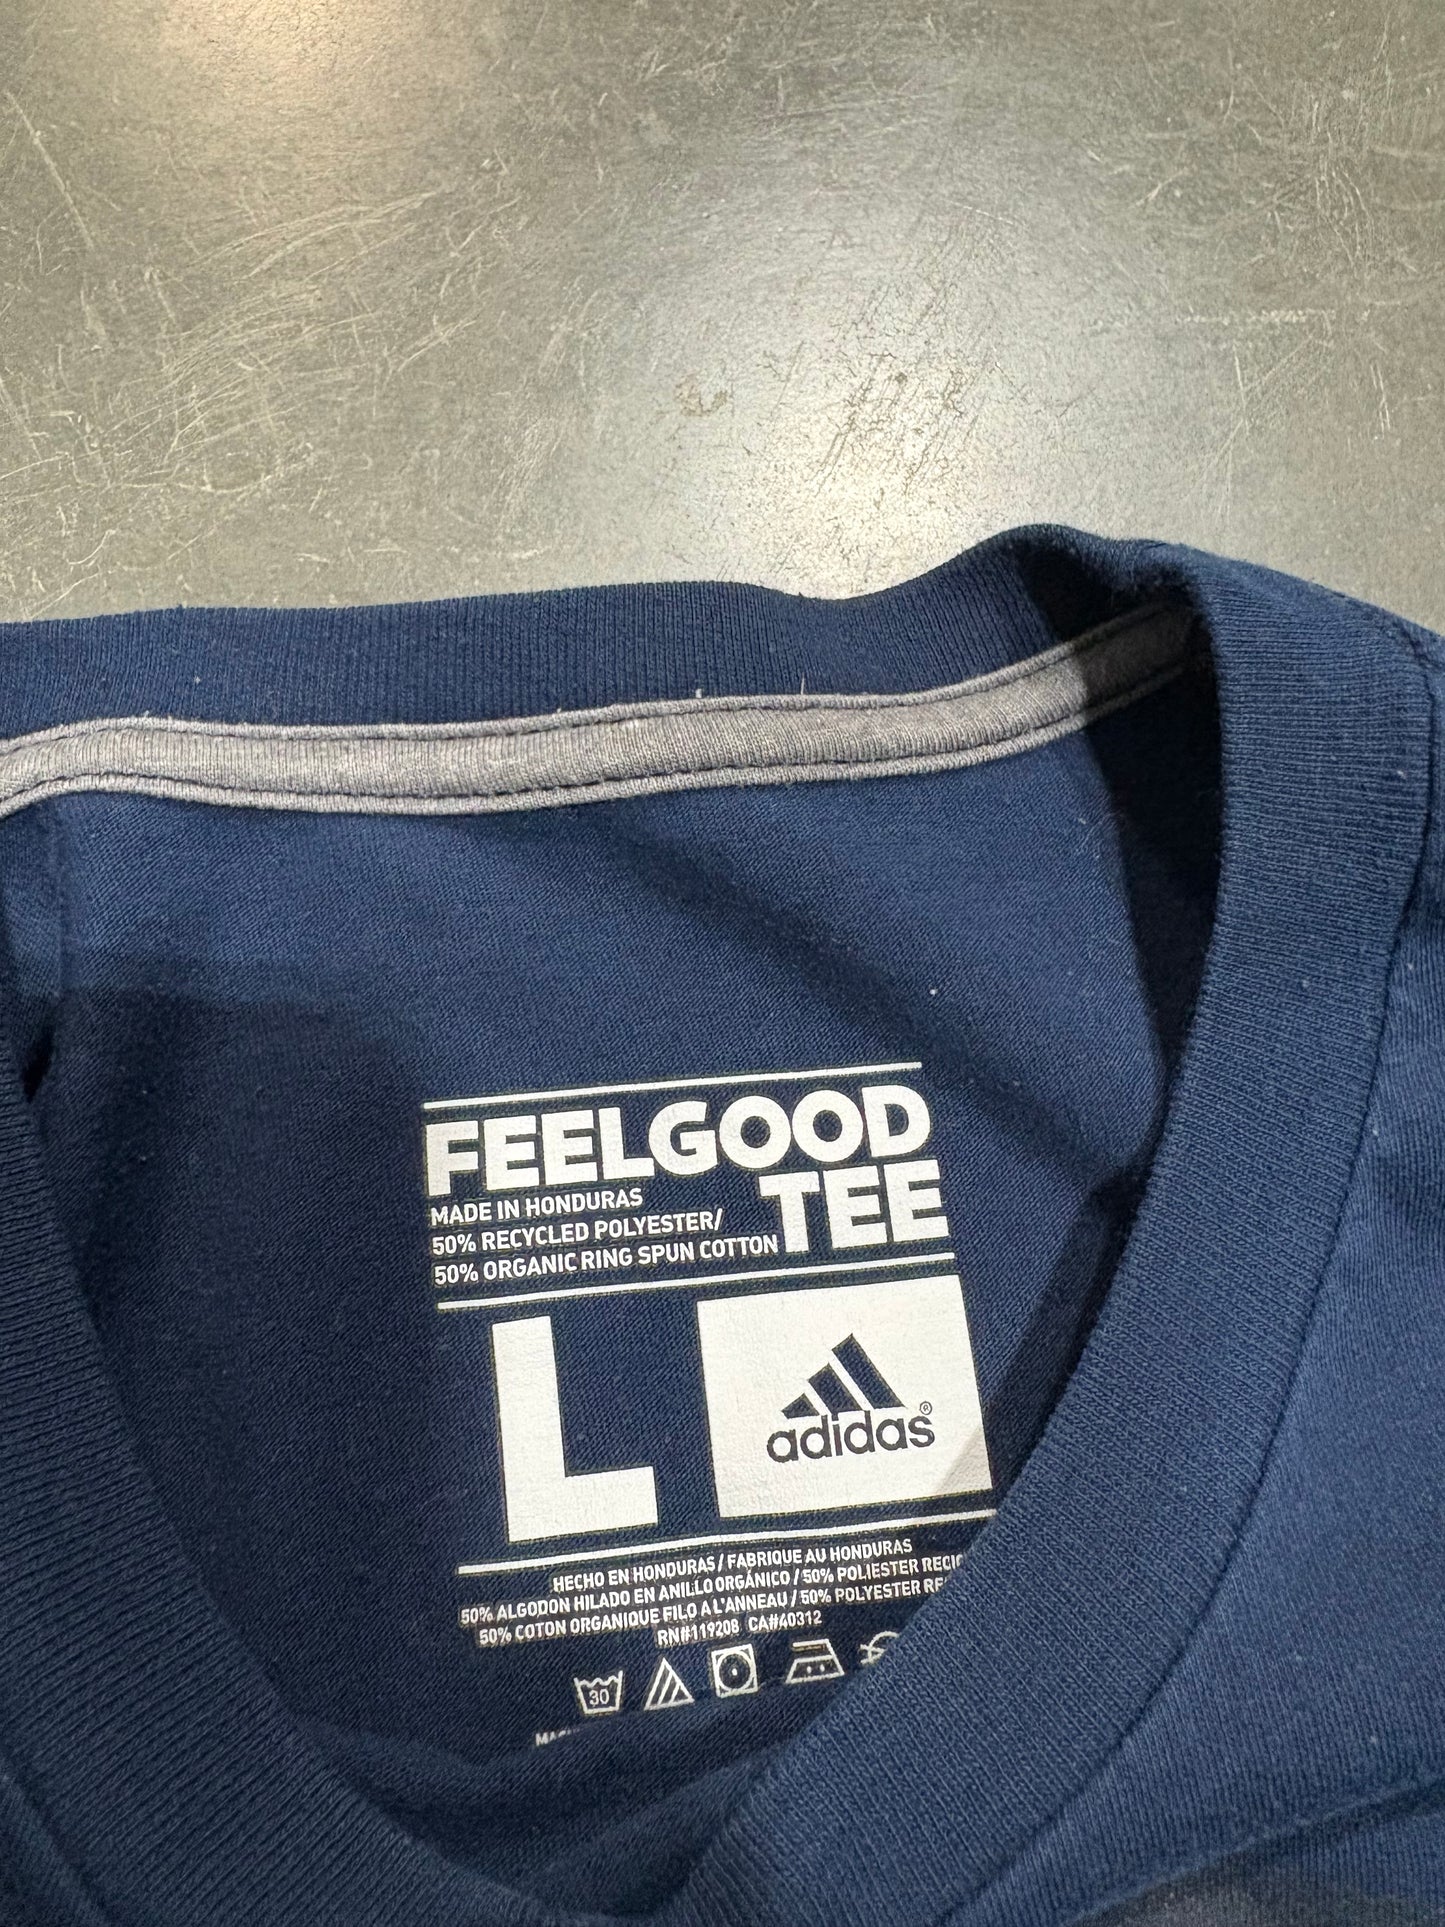 FEELGOOD
TEE
MADE IN HONDURAS
50% RECYCLED POLYESTER/
50% ORGANIC RING SPUN COTTON
L
adidas®
HECHO EN HONDURAS / FABRIQUE AU HONDURAS
50% ALGODON HILADO EN ANILLO ORGÁNICO / 50% POLIESTER
50% COTON ORGANIQUE FILO A L'ANNEAU / 50% POLYESTER
RN#119208 CA#40312
30